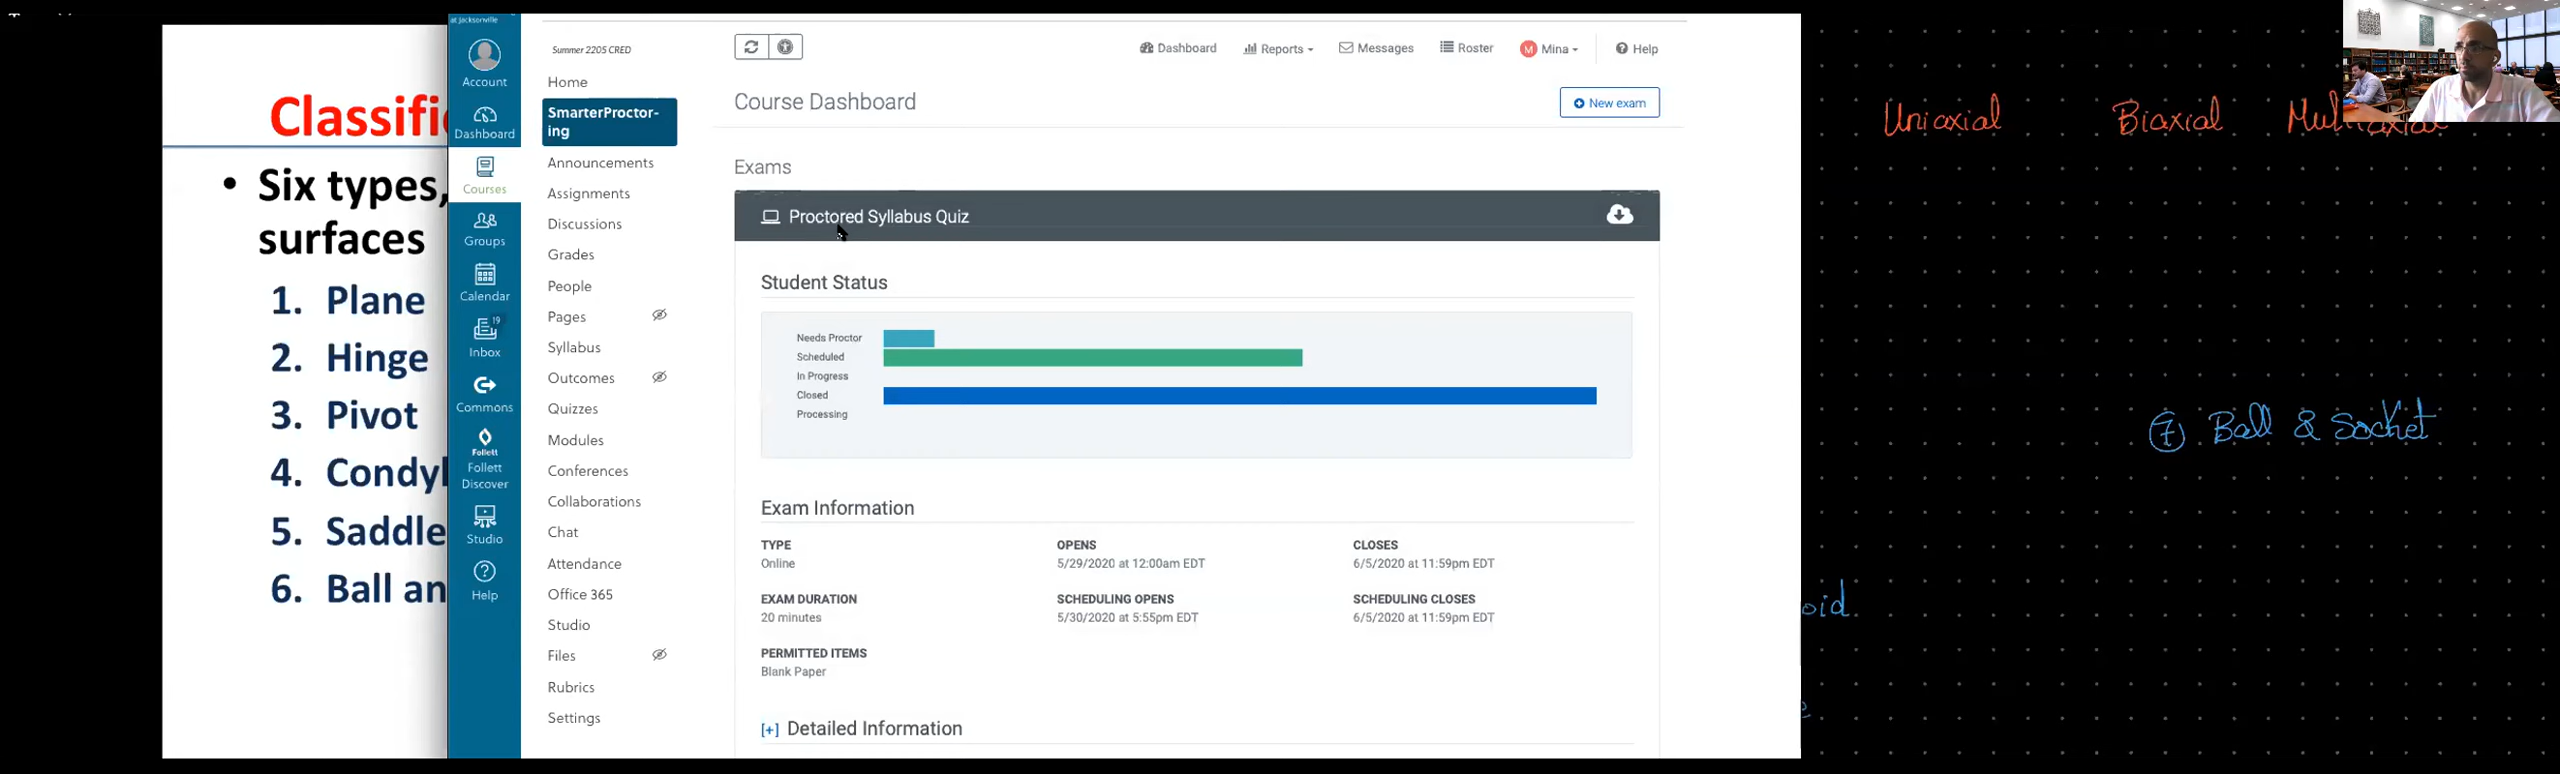 Classifi
Six types,
surfaces
1. Plane
2. Hinge
3. Pivot
4. Condyl
5. Saddle
6. Ball an
at Jacksonville
Account
Dashboard
Courses
Groups
Calendar
19
Inbox
Commons
Follett
Follett
Discover
Studio
Help
Summer 2205 CRED
Home
SmarterProctor-
ing
Announcements
Assignments
Discussions
Grades
People
Pages
Syllabus
Outcomes
Quizzes
Modules
Conferences
Collaborations
Chat
Attendance
Office 365
Studio
Files
Rubrics
Settings
Dashboard Reports Messages Roster M Mina Help
Course Dashboard
New exam
Exams
Proctored Syllabus Quiz
Student Status
Needs Proctor
Scheduled
In Progress
Closed
Processing
Exam Information
TYPE OPENS CLOSES
Online 5/29/2020 at 12:00am EDT 6/5/2020 at 11:59pm EDT
EXAM DURATION SCHEDULING OPENS SCHEDULING CLOSES
20 minutes 5/30/2020 at 5:55pm EDT 6/5/2020 at 11:59pm EDT
PERMITTED ITEMS
Blank Paper
[+] Detailed Information
Uniaxial Biaxial Multiaxial
7 Ball & Socket
oid
e